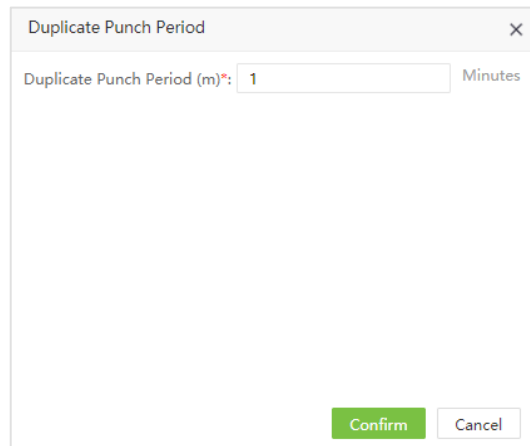 Duplicate Punch Period
Duplicate Punch Period (m)*: 1 Minutes
Confirm Cancel